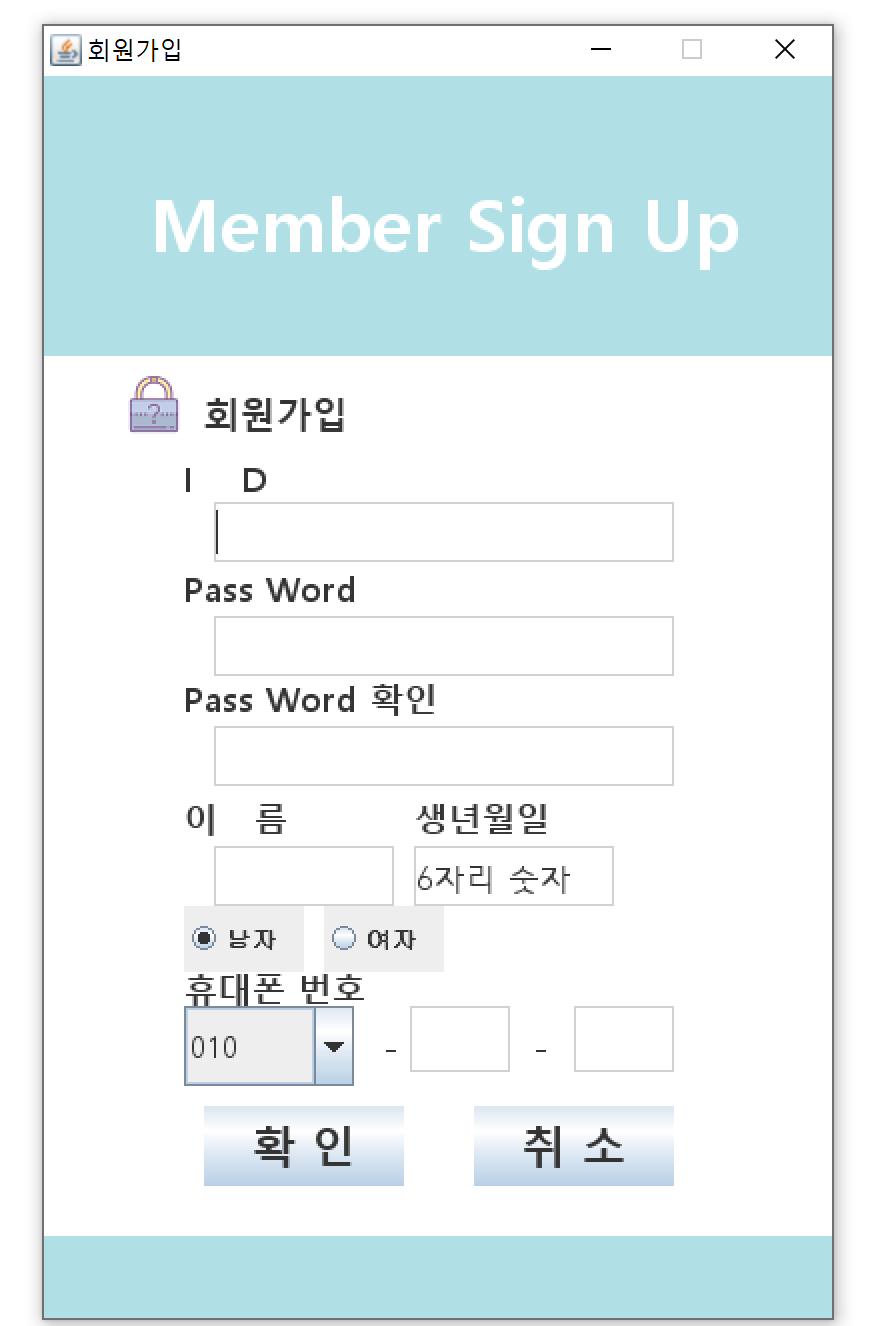 회원가입
Member Sign Up
?
회원가입
I D
Pass Word
Pass Word 확인
이 름 생년월일
6자리 숫자
남자 여자
휴대폰 번호
010 - -
확 인 취 소